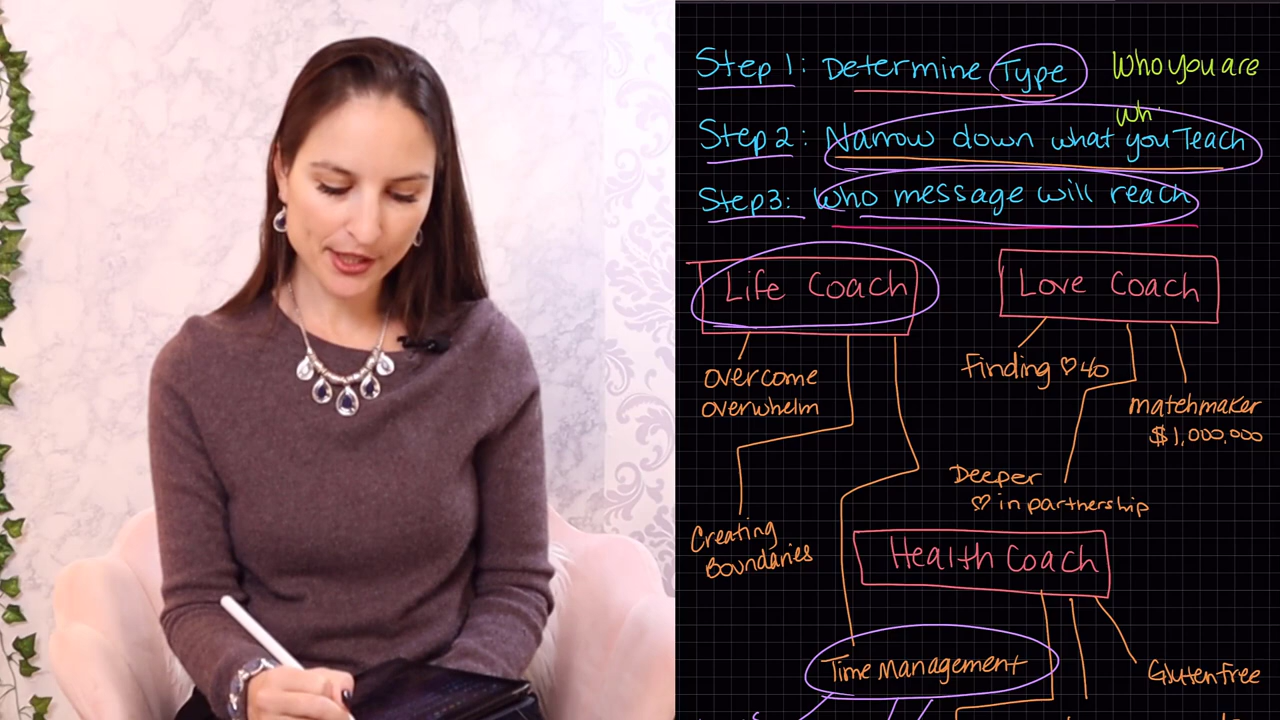 Step 1: Determine Type
Who you are
Wh
Step 2: Narrow down what you Teach
Step3: Who message will reach
Life Coach
Love Coach
overcome
overwhelm
Finding ♡ 40
matchmaker
$1,000,000
Deeper
♡ in partnership
Creating
Boundaries
Health Coach
Time Management
Gluten free